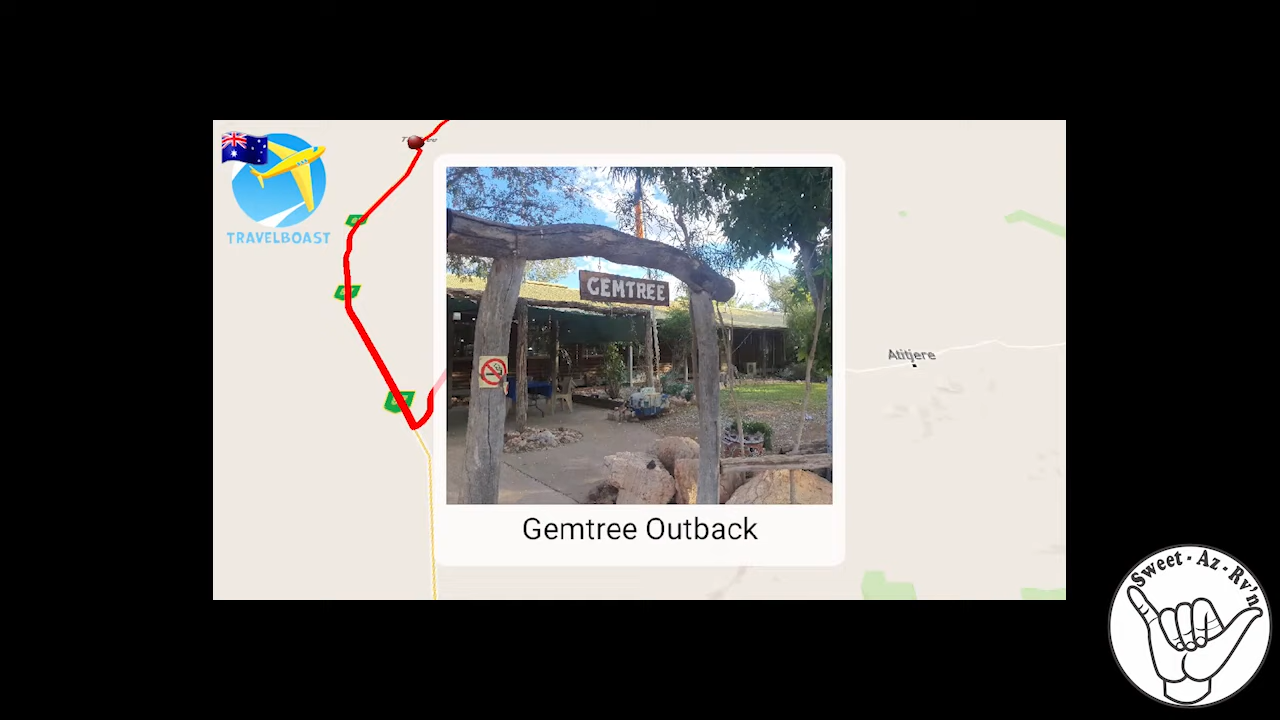 TRAVELBOAST
GEMTREE
Atitjere
Gemtree Outback
Sweet · Az · Rv'n